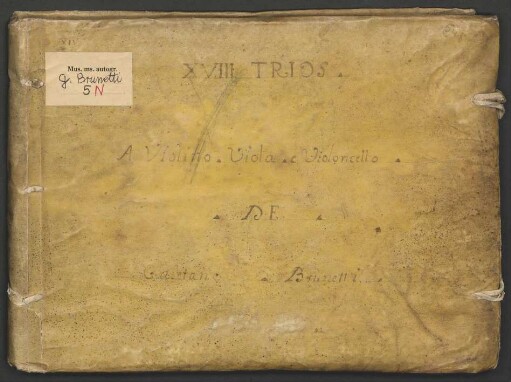 Mus. ms. autogr.
G. Brunetti
5 N
XVIII TRIOS.
A Violino. Viola. e Violoncello.
DE
Gaetano Brunetti.